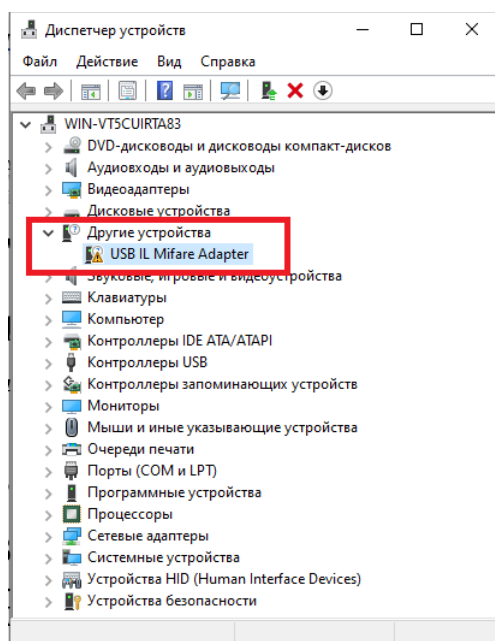 Диспетчер устройств
Файл Действие Вид Справка
WIN-VT5CUIRTA83
DVD-дисководы и дисководы компакт-дисков
Аудиовходы и аудиовыходы
Видеоадаптеры
Дисковые устройства
Другие устройства
USB IL Mifare Adapter
Звуковые, игровые и видеоустройства
Клавиатуры
Компьютер
Контроллеры IDE ATA/ATAPI
Контроллеры USB
Контроллеры запоминающих устройств
Мониторы
Мыши и иные указывающие устройства
Очереди печати
Порты (COM и LPT)
Программные устройства
Процессоры
Сетевые адаптеры
Системные устройства
Устройства HID (Human Interface Devices)
Устройства безопасности